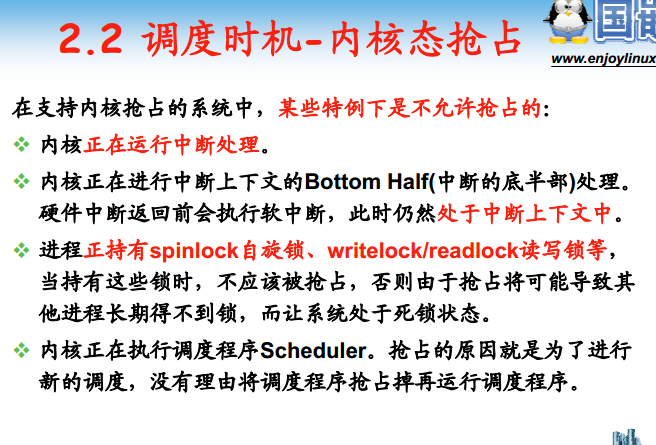 2.2 调度时机-内核态抢占
www.enjoylinux
在支持内核抢占的系统中，某些特例下是不允许抢占的：
内核正在运行中断处理。
内核正在进行中断上下文的Bottom Half(中断的底半部)处理。
硬件中断返回前会执行软中断，此时仍然处于中断上下文中。
进程正持有spinlock自旋锁、writelock/readlock读写锁等，
当持有这些锁时，不应该被抢占，否则由于抢占将可能导致其
他进程长期得不到锁，而让系统处于死锁状态。
内核正在执行调度程序Scheduler。抢占的原因就是为了进行
新的调度，没有理由将调度程序抢占掉再运行调度程序。